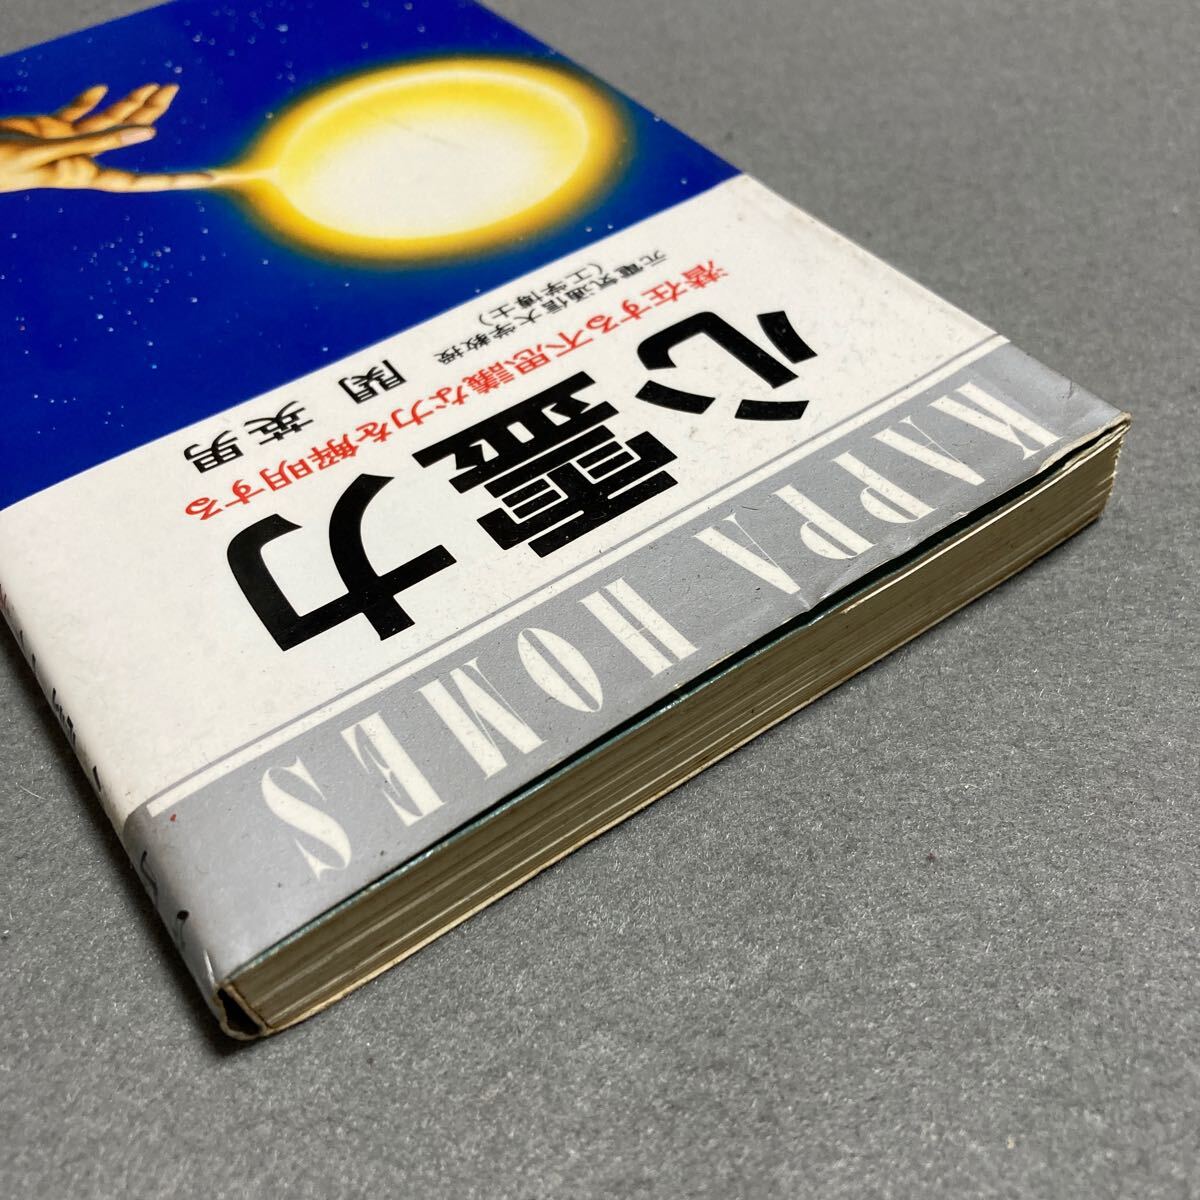 KAPPA HOMES
心霊力
潜在する不思議な力を解明する
元電気通信大学教授
(工学博士)
関 英男